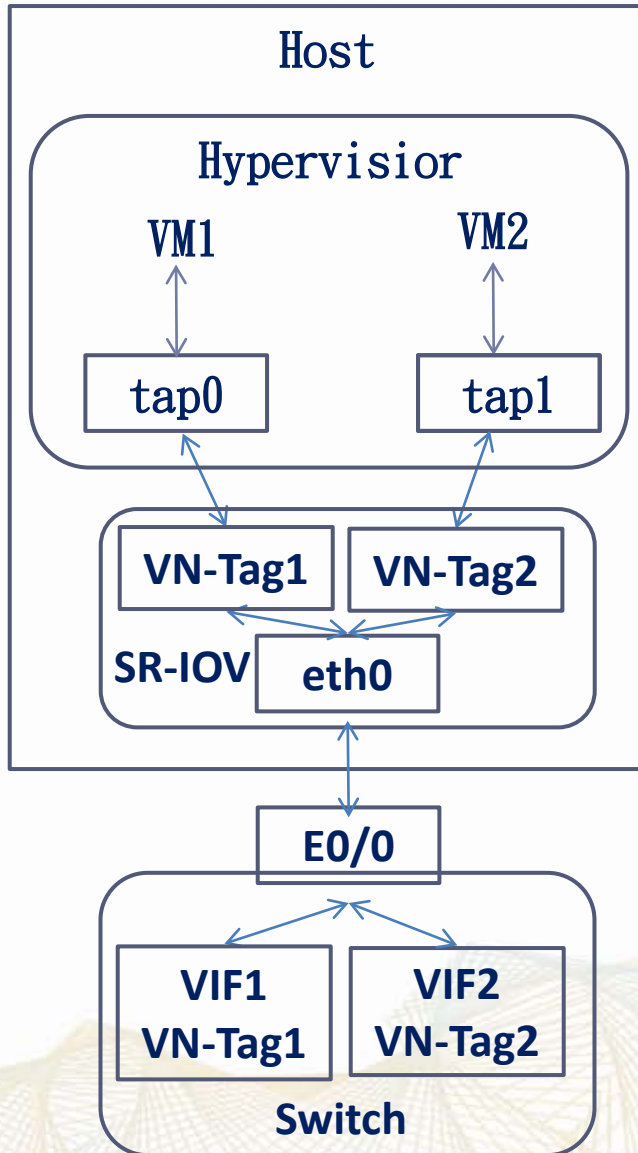 Host
Hypervisior
VM1
VM2
tap0
tap1
VN-Tag1
VN-Tag2
SR-IOV
eth0
E0/0
VIF1
VN-Tag1
VIF2
VN-Tag2
Switch